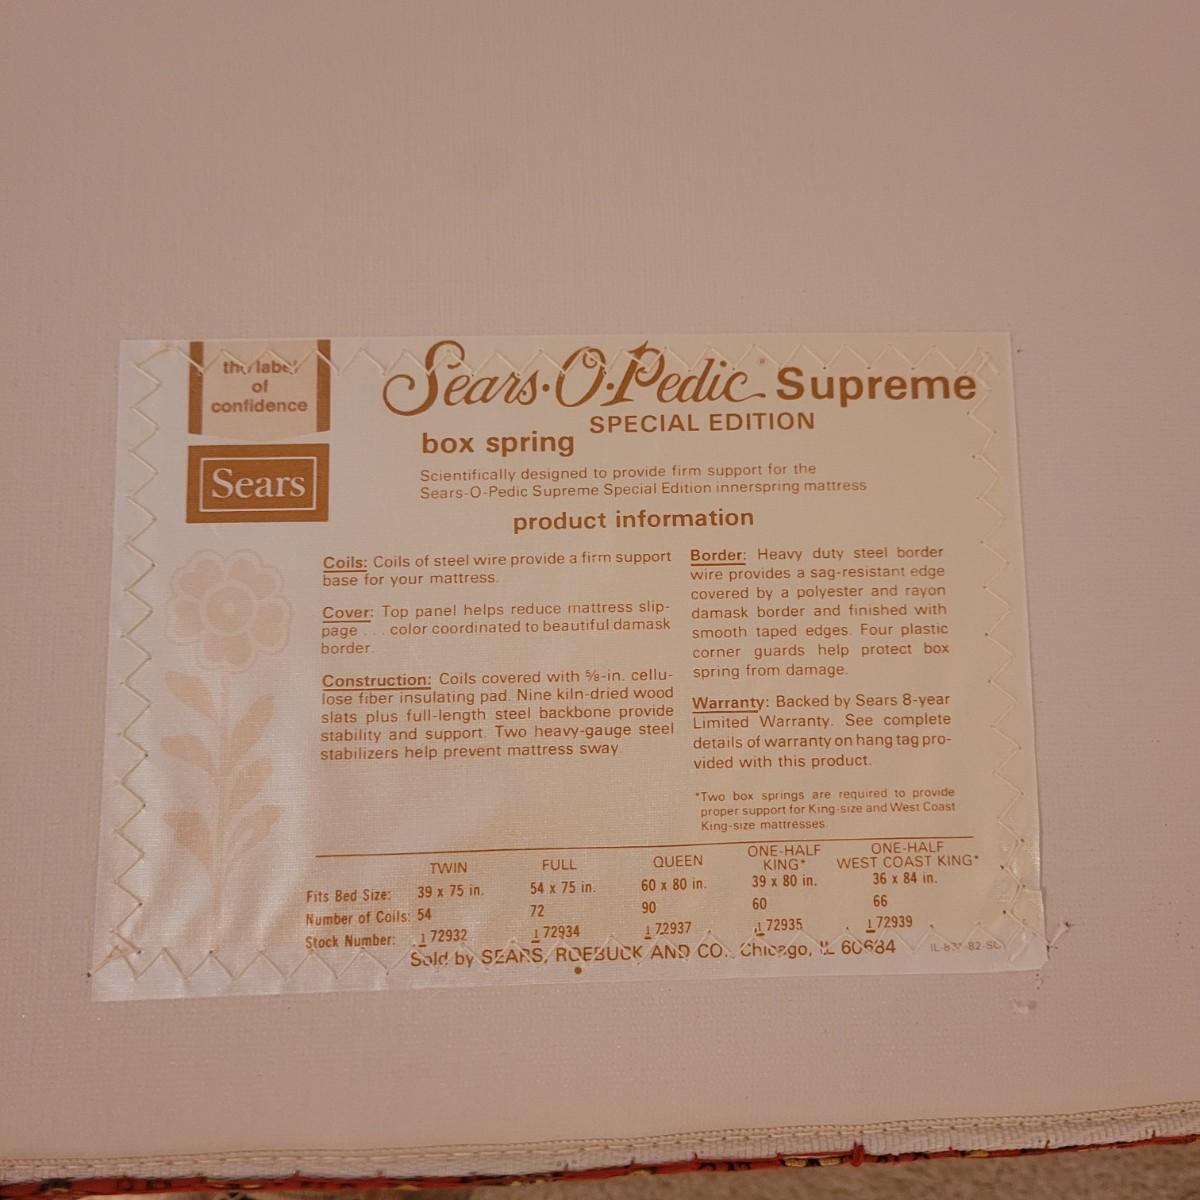 the label
of
confidence
Sears
Sears·O·Pedic® Supreme
SPECIAL EDITION
box spring
Scientifically designed to provide firm support for the
Sears-O-Pedic Supreme Special Edition innerspring mattress
product information
Coils: Coils of steel wire provide a firm support
base for your mattress.
Cover: Top panel helps reduce mattress slip-
page . . . color coordinated to beautiful damask
border.
Construction: Coils covered with ⅝-in. cellu-
lose fiber insulating pad. Nine kiln-dried wood
slats plus full-length steel backbone provide
stability and support. Two heavy-gauge steel
stabilizers help prevent mattress sway.
Border: Heavy duty steel border
wire provides a sag-resistant edge
covered by a polyester and rayon
damask border and finished with
smooth taped edges. Four plastic
corner guards help protect box
spring from damage.
Warranty: Backed by Sears 8-year
Limited Warranty. See complete
details of warranty on hang tag pro-
vided with this product.
*Two box springs are required to provide
proper support for King-size and West Coast
King-size mattresses.
TWIN FULL QUEEN ONE-HALF KING* ONE-HALF WEST COAST KING*
Fits Bed Size: 39 x 75 in. 54 x 75 in. 60 x 80 in. 39 x 80 in. 36 x 84 in.
Number of Coils: 54 72 90 60 66
Stock Number: 1 72932 1 72934 1 72937 1 72935 1 72939
Sold by SEARS, ROEBUCK AND CO., Chicago, IL 60684